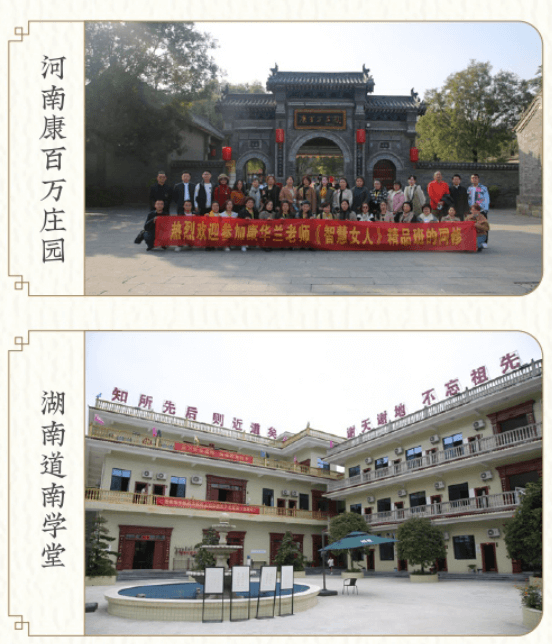 河南康百万庄园
热烈欢迎参加华兰老师《智慧女人》精品班的同修
湖南道南学堂
知所先后 则近道矣
谢天谢地 不忘祖先